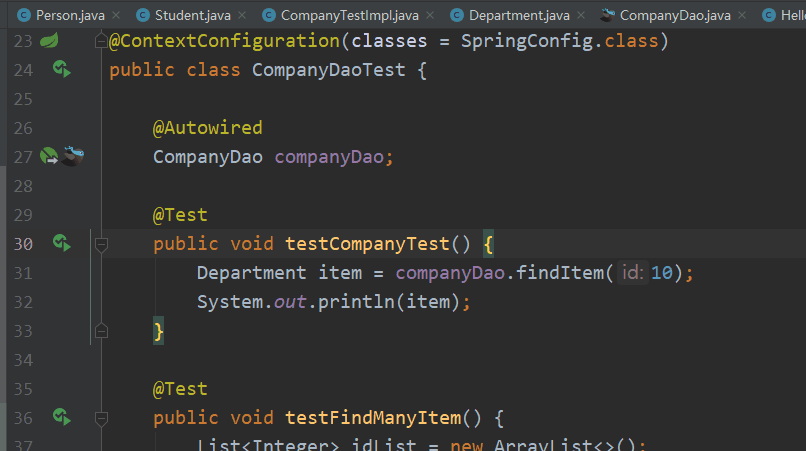 Person.java Student.java CompanyTestImpl.java Department.java CompanyDao.java Hell
23 @ContextConfiguration(classes = SpringConfig.class)
24 public class CompanyDaoTest {
25
26 @Autowired
27 CompanyDao companyDao;
28
29 @Test
30 public void testCompanyTest() {
31 Department item = companyDao.findItem( id: 10);
32 System.out.println(item);
33 }
34
35 @Test
36 public void testFindManyItem() {
37 List<Integer> idList = new ArrayList<>();